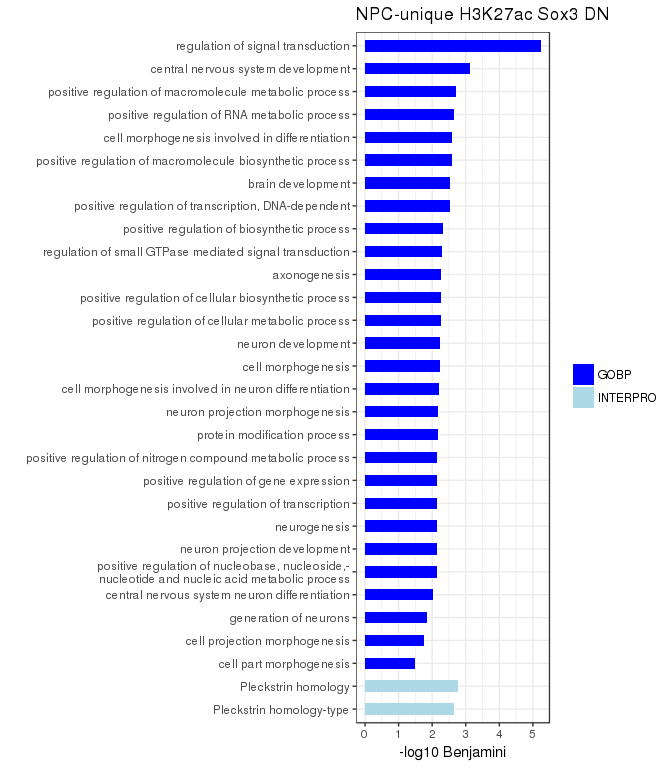 NPC-unique H3K27ac Sox3 DN
regulation of signal transduction
central nervous system development
positive regulation of macromolecule metabolic process
positive regulation of RNA metabolic process
cell morphogenesis involved in differentiation
positive regulation of macromolecule biosynthetic process
brain development
positive regulation of transcription, DNA-dependent
positive regulation of biosynthetic process
regulation of small GTPase mediated signal transduction
axonogenesis
positive regulation of cellular biosynthetic process
positive regulation of cellular metabolic process
neuron development
cell morphogenesis
cell morphogenesis involved in neuron differentiation
neuron projection morphogenesis
protein modification process
positive regulation of nitrogen compound metabolic process
positive regulation of gene expression
positive regulation of transcription
neurogenesis
neuron projection development
positive regulation of nucleobase, nucleoside,-
nucleotide and nucleic acid metabolic process
central nervous system neuron differentiation
generation of neurons
cell projection morphogenesis
cell part morphogenesis
Pleckstrin homology
Pleckstrin homology-type
0 1 2 3 4 5
-log10 Benjamini
GOBP
INTERPRO